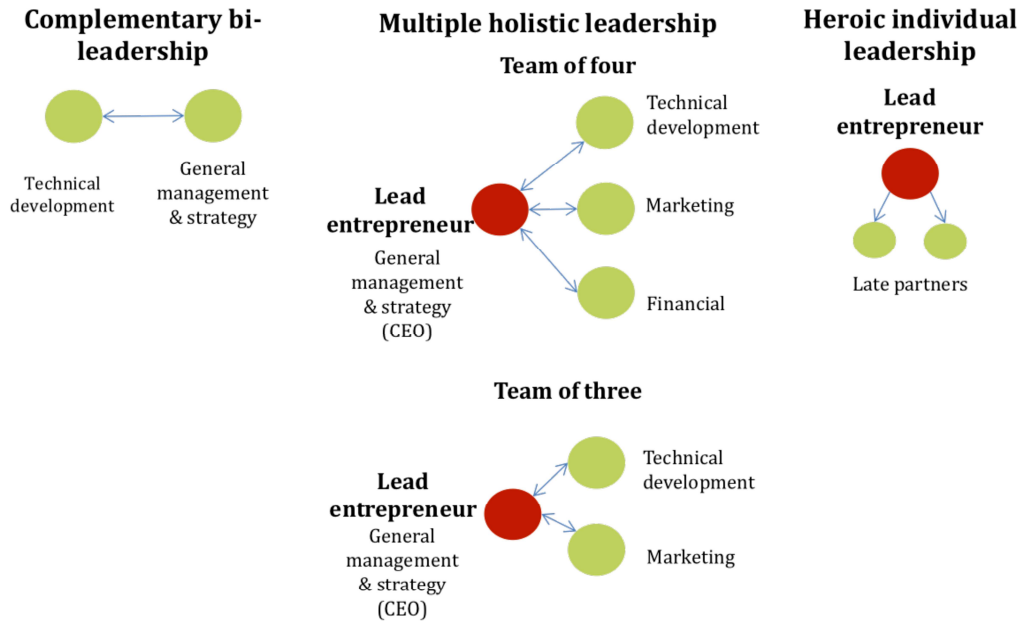 Complementary bi-
leadership
Technical
development
General
management
& strategy
Multiple holistic leadership
Team of four
Lead
entrepreneur
General
management
& strategy
(CEO)
Technical
development
Marketing
Financial
Team of three
Lead
entrepreneur
General
management
& strategy
(CEO)
Technical
development
Marketing
Heroic individual
leadership
Lead
entrepreneur
Late partners